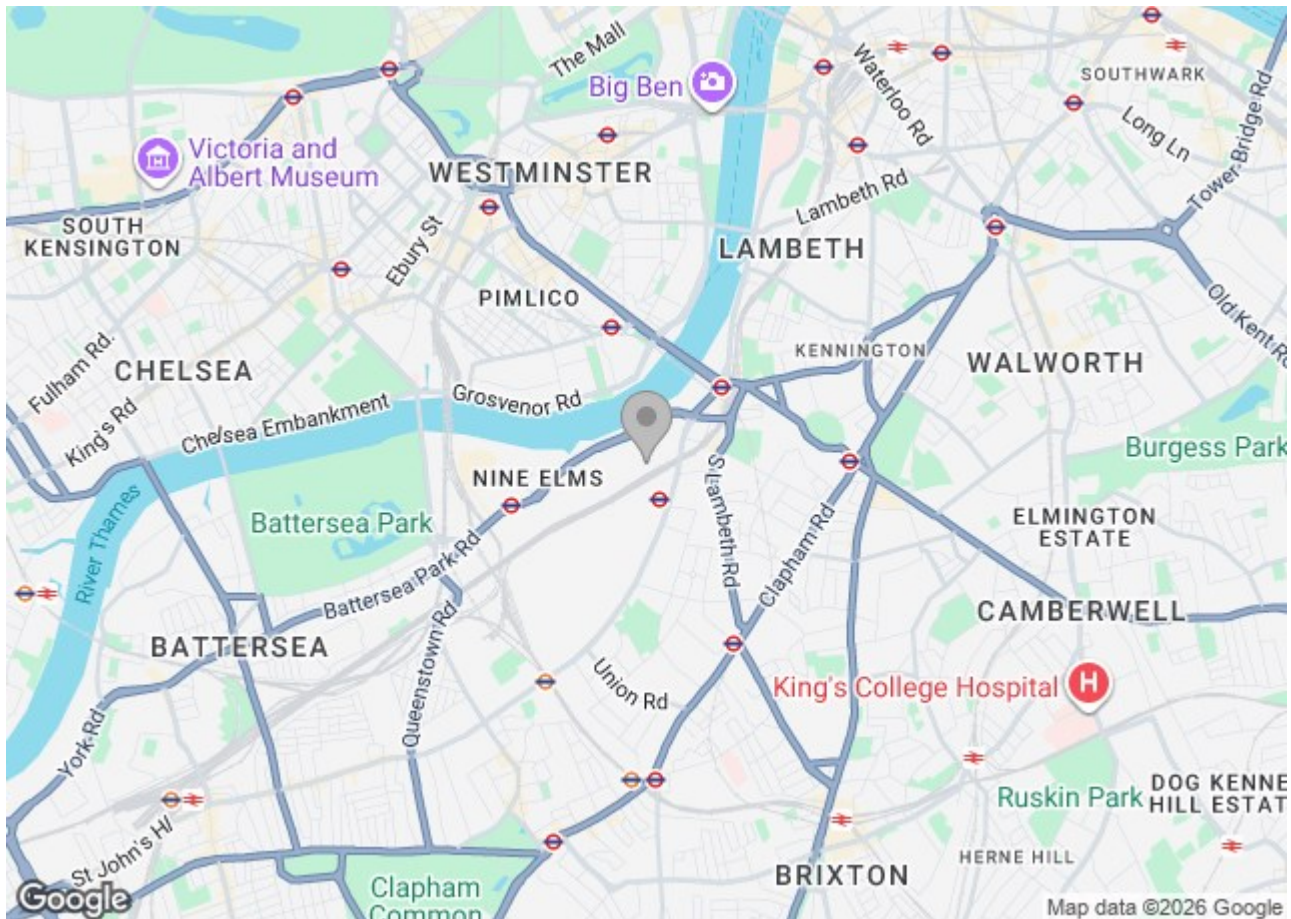 The Mall
Big Ben
Waterloo Rd
SOUTHWARK
Long Ln
Tower Bridge Rd
Victoria and
Albert Museum
WESTMINSTER
Lambeth Rd
SOUTH
KENSINGTON
Ebury St
LAMBETH
PIMLICO
Old Kent Rd
Fulham Rd.
CHELSEA
KENNINGTON
WALWORTH
King's Rd
Chelsea Embankment
Grosvenor Rd
Burgess Park
NINE ELMS
S Lambeth Rd
Clapham Rd
River Thames
Battersea Park
ELMINGTON
ESTATE
Battersea Park Rd
CAMBERWELL
BATTERSEA
Queenstown Rd
Union Rd
King's College Hospital
H
York Rd
St John's Hl
Ruskin Park
DOG KENNE
HILL ESTAT
BRIXTON
HERNE HILL
Clapham
Common
Google
Map data ©2026 Google